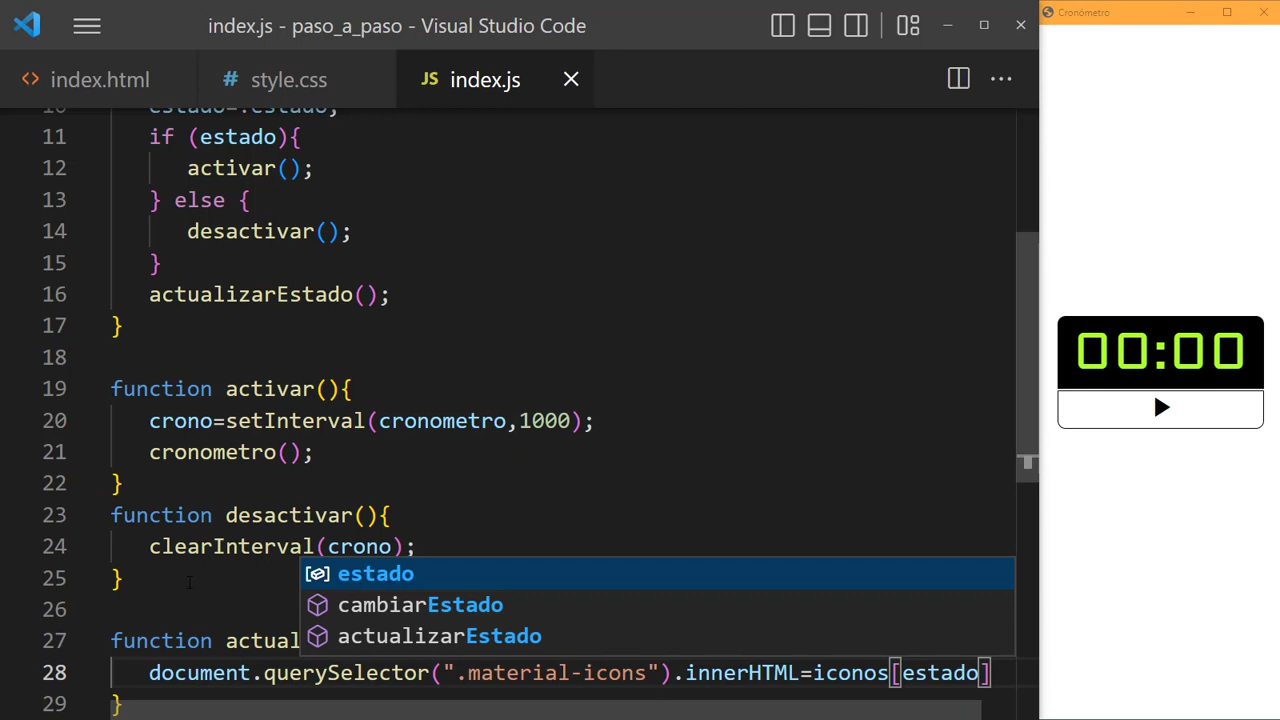 index.js - paso_a_paso - Visual Studio Code
Cronómetro
index.html
# style.css
JS index.js
10 estado=!estado;
11 if (estado){
12 activar();
13 } else {
14 desactivar();
15 }
16 actualizarEstado();
17 }
18
19 function activar(){
20 crono=setInterval(cronometro,1000);
21 cronometro();
22 }
23 function desactivar(){
24 clearInterval(crono);
25 }
26
27 function actual
28 document.querySelector(".material-icons").innerHTML=iconos[estado]
29 }
estado
cambiarEstado
actualizarEstado
00:00